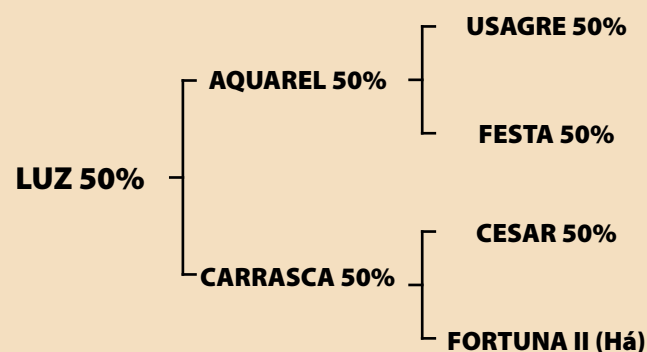 USAGRE 50%
AQUAREL 50%
FESTA 50%
LUZ 50%
CESAR 50%
CARRASCA 50%
FORTUNA II (Há)